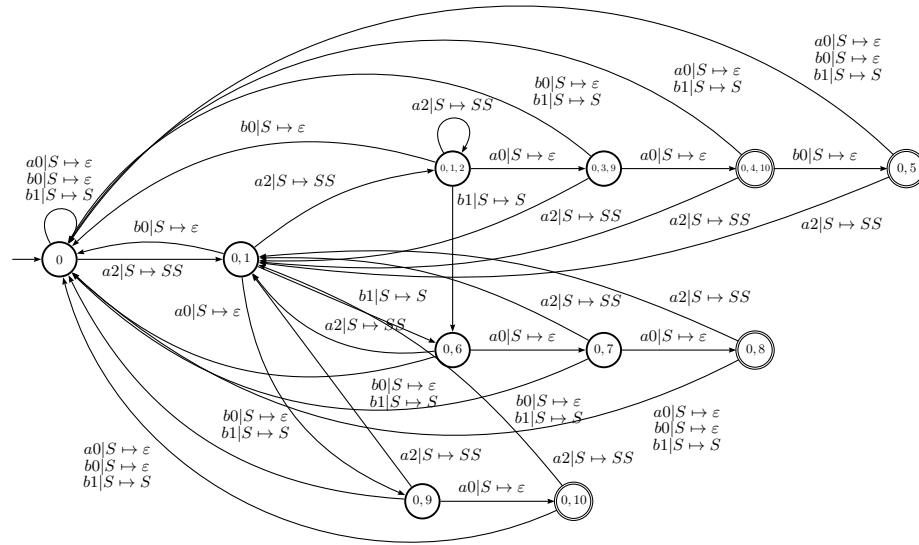 a0|S ↦ ε
b0|S ↦ ε
b1|S ↦ S
a0|S ↦ ε
b1|S ↦ S
b0|S ↦ ε
b1|S ↦ S
a2|S ↦ SS
b0|S ↦ ε
a0|S ↦ ε
b0|S ↦ ε
b1|S ↦ S
a2|S ↦ SS
0, 1, 2
a0|S ↦ ε
0, 3, 9
a0|S ↦ ε
0, 4, 10
b0|S ↦ ε
0, 5
b1|S ↦ S
a2|S ↦ SS
a2|S ↦ SS
a2|S ↦ SS
b0|S ↦ ε
0
a2|S ↦ SS
0, 1
a0|S ↦ ε
b1|S ↦ S
a2|S ↦ SS
a2|S ↦ SS
a2|S ↦ SS
0, 6
a0|S ↦ ε
0, 7
a0|S ↦ ε
0, 8
b0|S ↦ ε
b1|S ↦ S
b0|S ↦ ε
b1|S ↦ S
b0|S ↦ ε
b1|S ↦ S
a0|S ↦ ε
b0|S ↦ ε
b1|S ↦ S
a0|S ↦ ε
b0|S ↦ ε
b1|S ↦ S
a2|S ↦ SS
a2|S ↦ SS
0, 9
a0|S ↦ ε
0, 10